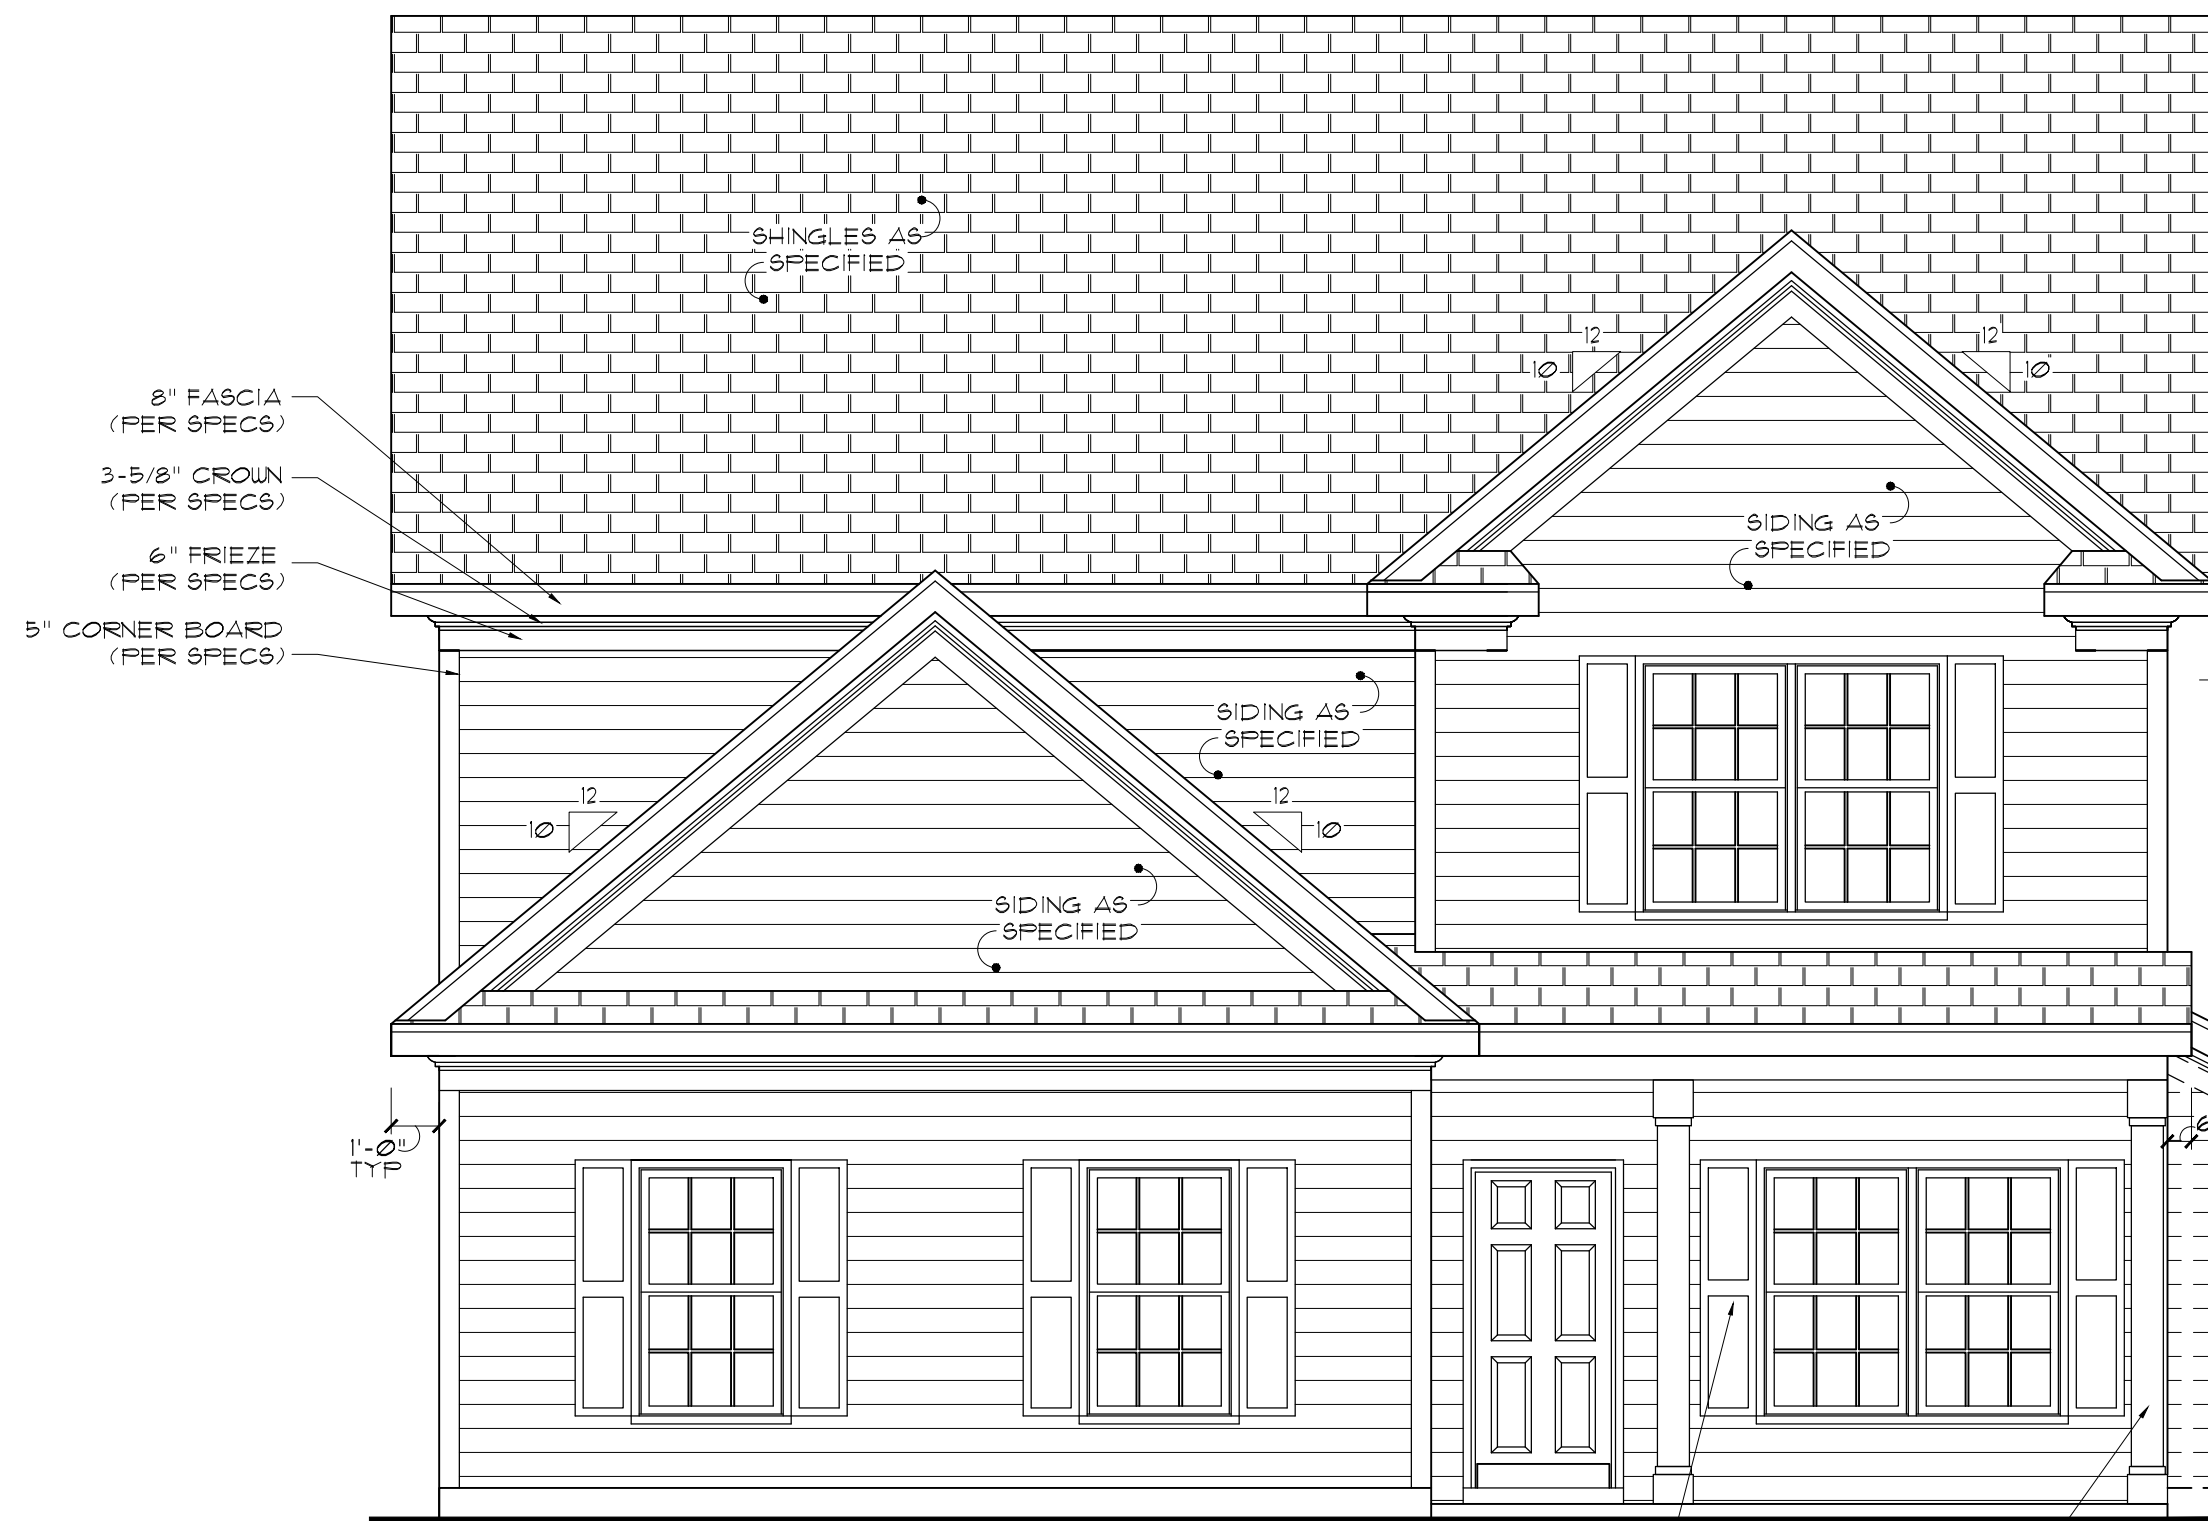 SHINGLES AS
SPECIFIED
12
10
12
10
8" FASCIA
(PER SPECS)
3-5/8" CROWN
(PER SPECS)
6" FRIEZE
(PER SPECS)
5" CORNER BOARD
(PER SPECS)
SIDING AS
SPECIFIED
SIDING AS
SPECIFIED
12
10
12
10
SIDING AS
SPECIFIED
1'-0"
TYP
6